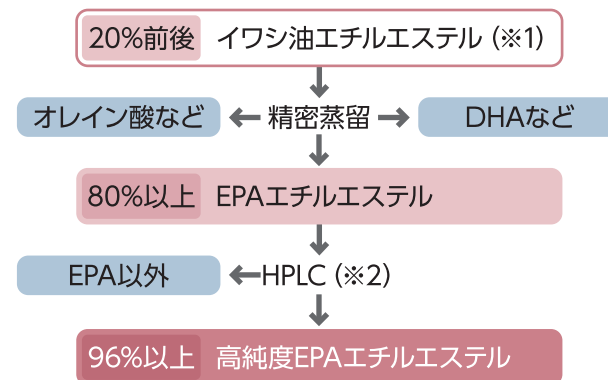 20%前後 イワシ油エチルエステル（※1）
オレイン酸など 精密蒸留 DHAなど
80%以上 EPAエチルエステル
EPA以外 HPLC（※2）
96%以上 高純度EPAエチルエステル